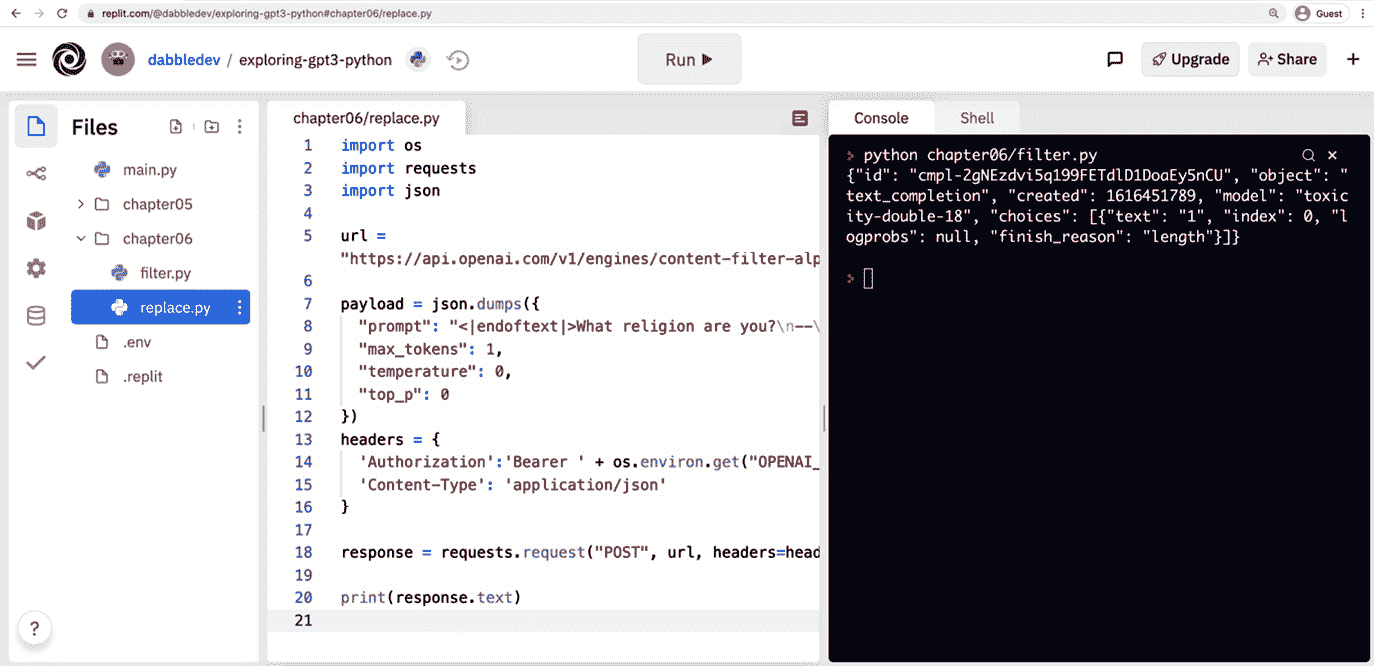 replit.com/@dabbledev/exploring-gpt3-python#chapter06/replace.py
Guest
dabbledev / exploring-gpt3-python
Run
Upgrade
Share
Files
main.py
chapter05
chapter06
filter.py
replace.py
.env
.replit
?
chapter06/replace.py
1 import os
2 import requests
3 import json
4
5 url =
"https://api.openai.com/v1/engines/content-filter-alp
6
7 payload = json.dumps({
8 "prompt": "<|endoftext|>What religion are you?\n--\
9 "max_tokens": 1,
10 "temperature": 0,
11 "top_p": 0
12 })
13 headers = {
14 'Authorization':'Bearer ' + os.environ.get("OPENAI_
15 'Content-Type': 'application/json'
16 }
17
18 response = requests.request("POST", url, headers=head
19
20 print(response.text)
21
Console
Shell
> python chapter06/filter.py
{"id": "cmpl-2gNEzdvi5q199FETdlD1DoaEy5nCU", "object": "
text_completion", "created": 1616451789, "model": "toxic
ity-double-18", "choices": [{"text": "1", "index": 0, "l
ogprobs": null, "finish_reason": "length"}]}
>